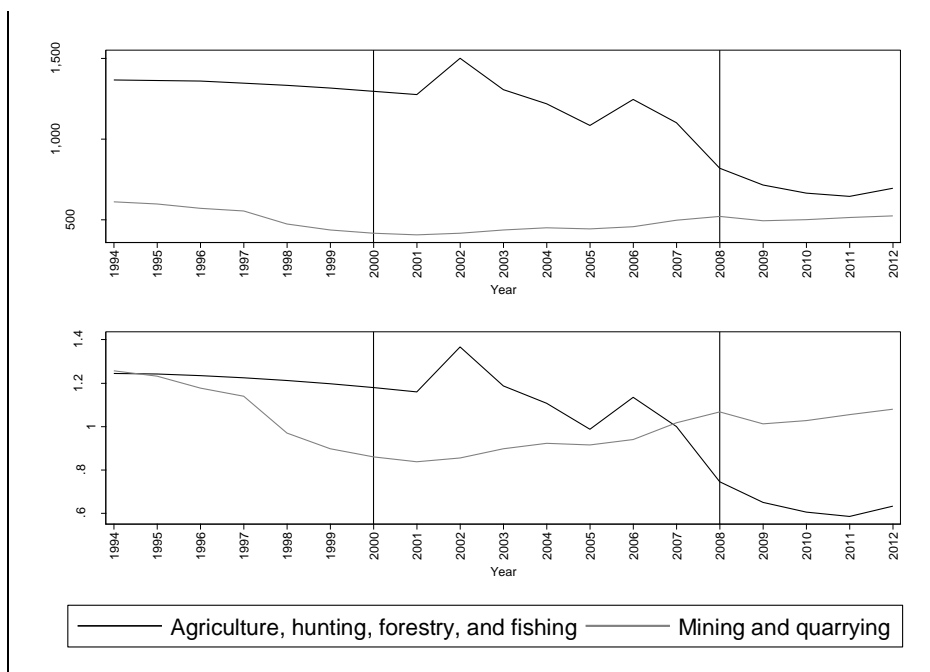 1,500
1,000
500
1994 1995 1996 1997 1998 1999 2000 2001 2002 2003 2004 2005 2006 2007 2008 2009 2010 2011 2012
Year
1.4
1.2
1
.8
.6
1994 1995 1996 1997 1998 1999 2000 2001 2002 2003 2004 2005 2006 2007 2008 2009 2010 2011 2012
Year
Agriculture, hunting, forestry, and fishing Mining and quarrying